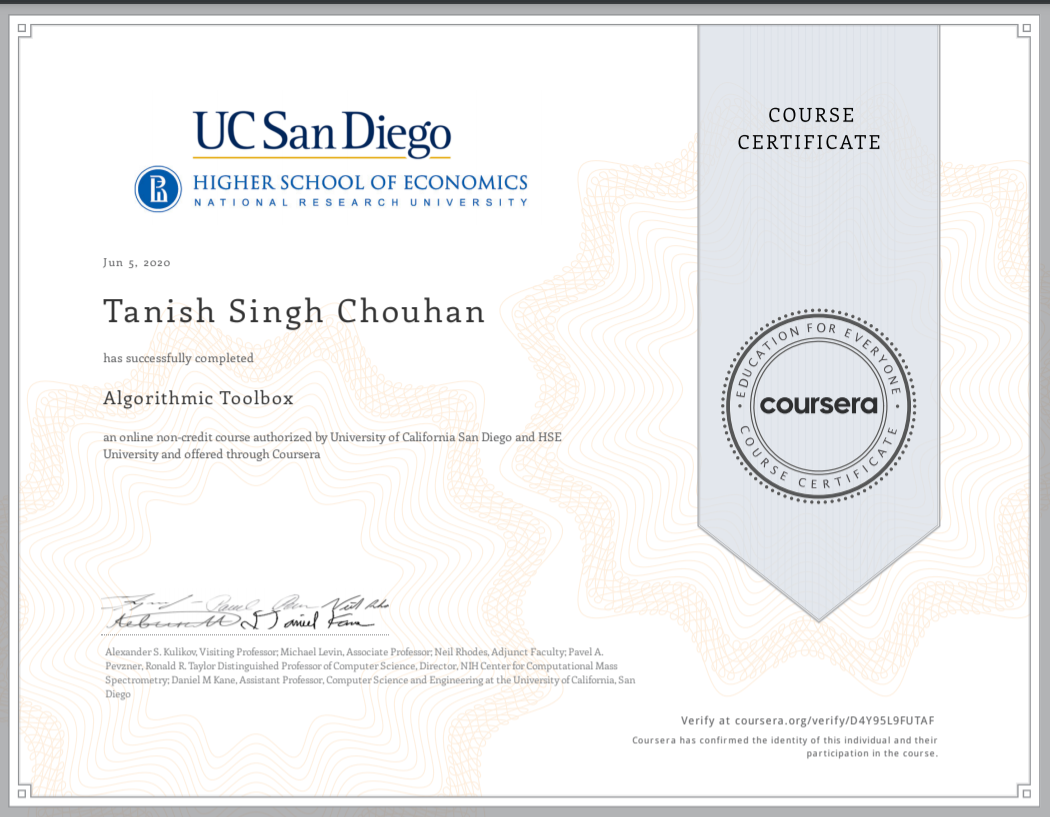 UC San Diego
HIGHER SCHOOL OF ECONOMICS
NATIONAL RESEARCH UNIVERSITY
Jun 5, 2020
Tanish Singh Chouhan
has successfully completed
Algorithmic Toolbox
an online non-credit course authorized by University of California San Diego and HSE
University and offered through Coursera
Alexander S. Kulikov, Visiting Professor; Michael Levin, Associate Professor; Neil Rhodes, Adjunct Faculty; Pavel A.
Pevzner, Ronald R. Taylor Distinguished Professor of Computer Science, Director, NIH Center for Computational Mass
Spectrometry; Daniel M Kane, Assistant Professor, Computer Science and Engineering at the University of California, San
Diego
COURSE
CERTIFICATE
EDUCATION FOR EVERYONE
coursera
COURSE CERTIFICATE
Verify at coursera.org/verify/D4Y95L9FUTAF
Coursera has confirmed the identity of this individual and their
participation in the course.